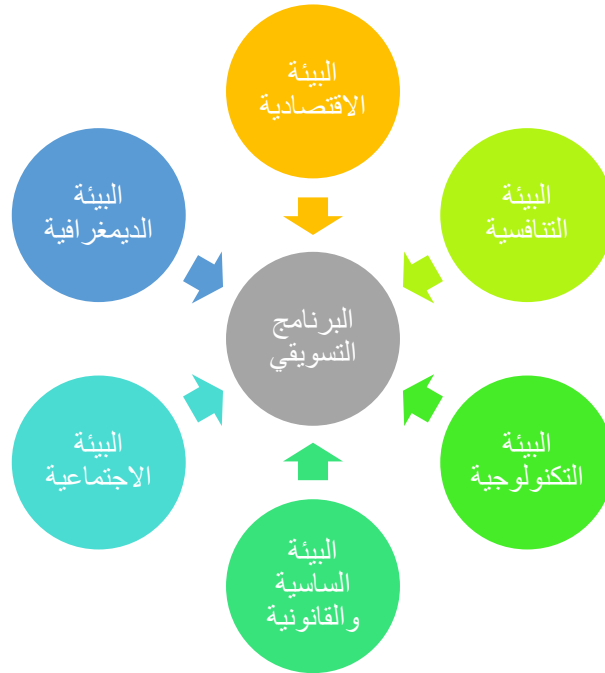 البيئة
الاقتصادية
البيئة
التنافسية
البيئة
التكنولوجية
البيئة
الساسية
والقانونية
البيئة
الاجتماعية
البيئة
الديمغرافية
البرنامج
التسويقي